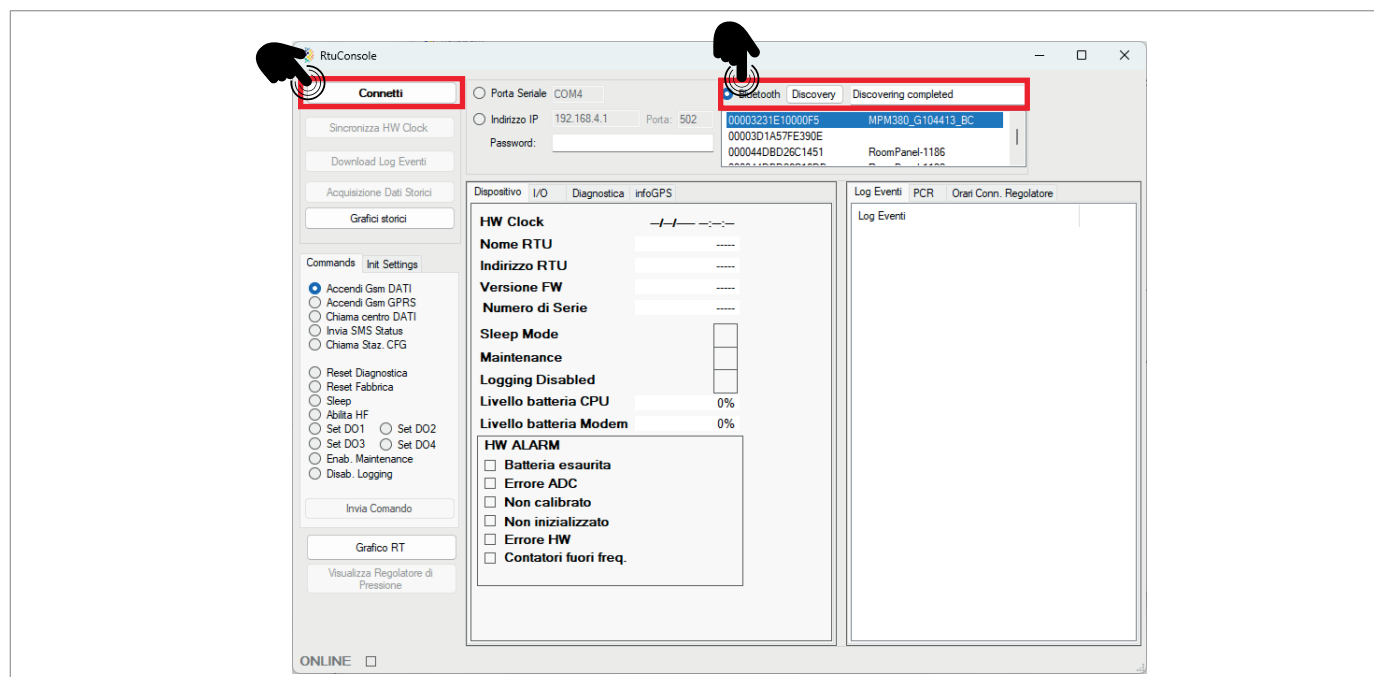 RtuConsole
Connetti
Porta Seriale COM4
Bluetooth Discovery Discovering completed
Sincronizza HW Clock
Indirizzo IP 192.168.4.1 Porta: 502
00003231E10000F5 MPM380_G104413_BC
Password:
00003D1A57FE390E
Download Log Eventi
000044DBD26C1451 RoomPanel-1186
Acquisizione Dati Storici
Grafici storici
Dispositivo I/O Diagnostica infoGPS
Log Eventi PCR Orari Conn. Regolatore
HW Clock --/--/---- --:--:--
Log Eventi
Nome RTU -----
Indirizzo RTU -----
Versione FW -----
Numero di Serie -----
Sleep Mode
Maintenance
Logging Disabled
Livello batteria CPU 0%
Livello batteria Modem 0%
HW ALARM
Batteria esaurita
Errore ADC
Non calibrato
Non inizializzato
Errore HW
Contatori fuori freq.
Commands Init Settings
Accendi Gsm DATI
Accendi Gsm GPRS
Chiama centro DATI
Invia SMS Status
Chiama Staz. CFG
Reset Diagnostica
Reset Fabbrica
Sleep
Abilita HF
Set DO1 Set DO2
Set DO3 Set DO4
Enab. Maintenance
Disab. Logging
Invia Comando
Grafico RT
Visualizza Regolatore di
Pressione
ONLINE